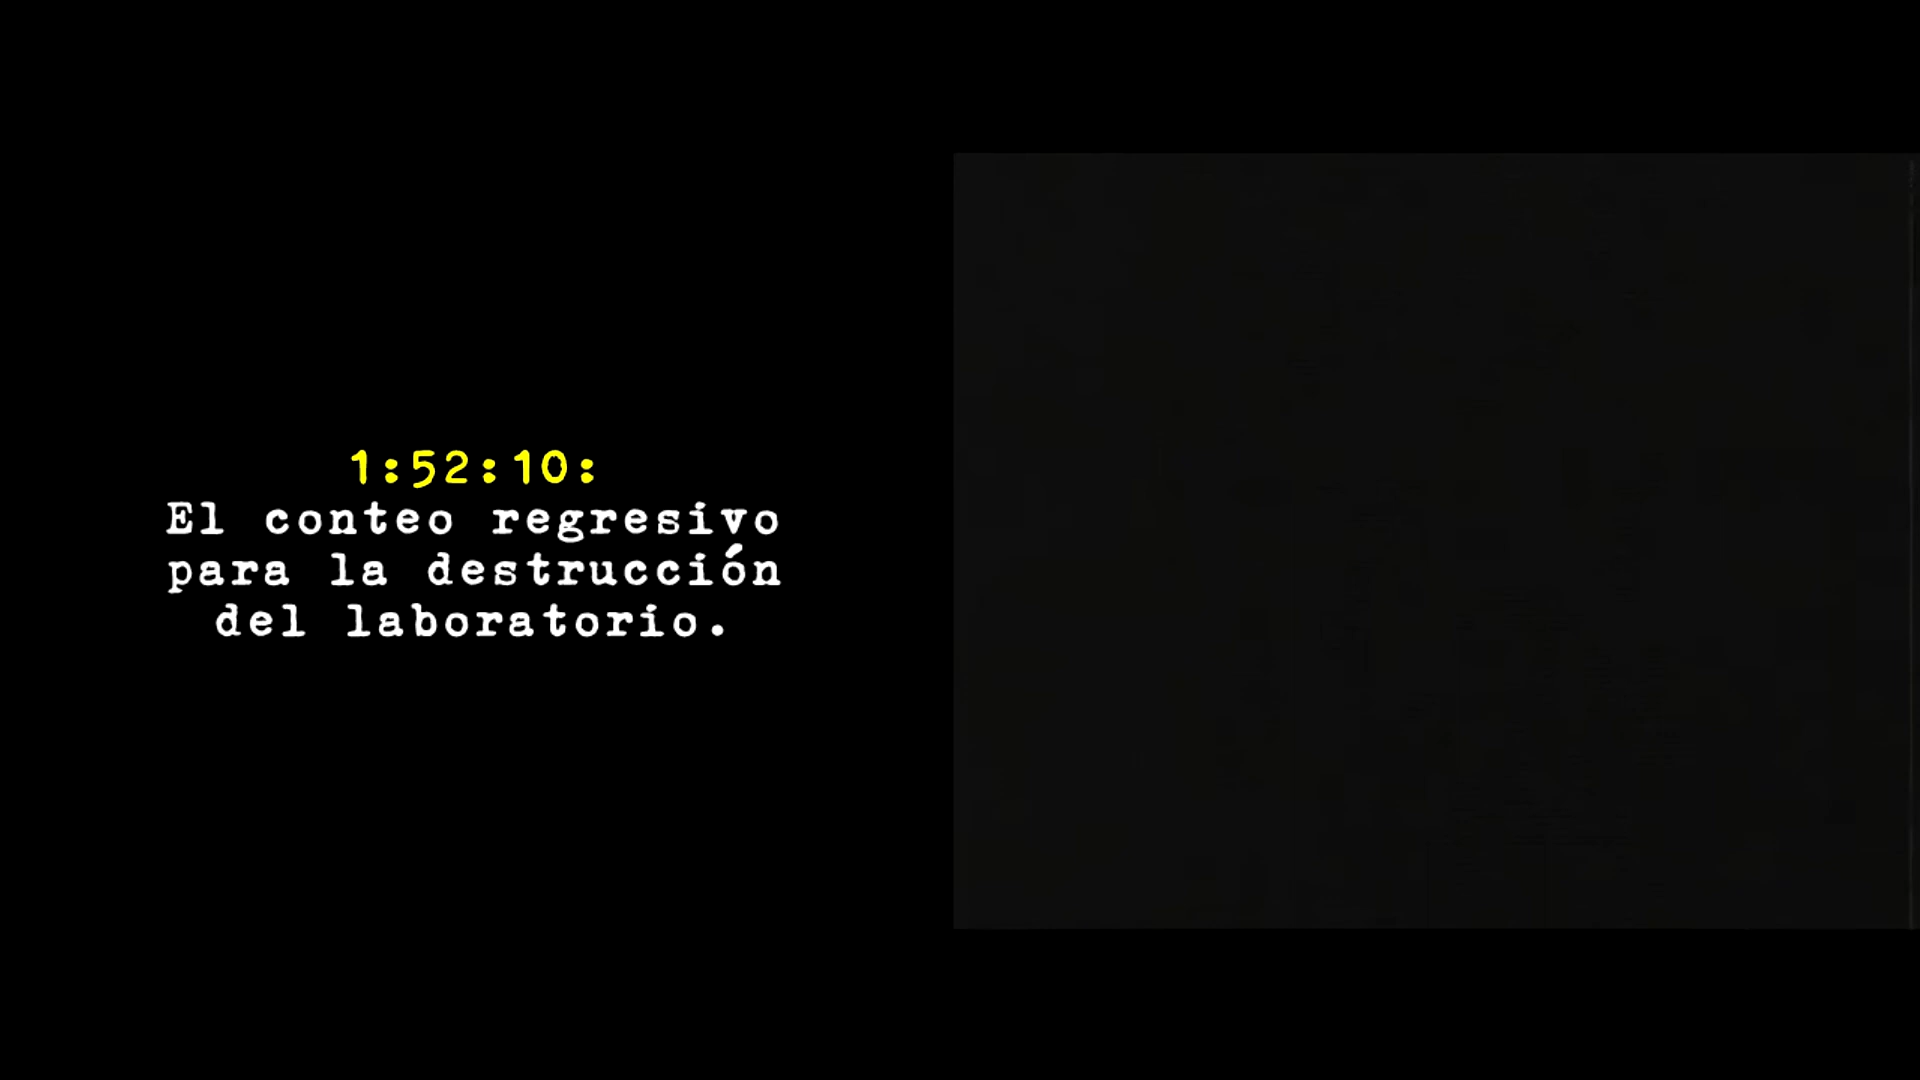 1:52:10:
El conteo regresivo
para la destrucción
del laboratorio.